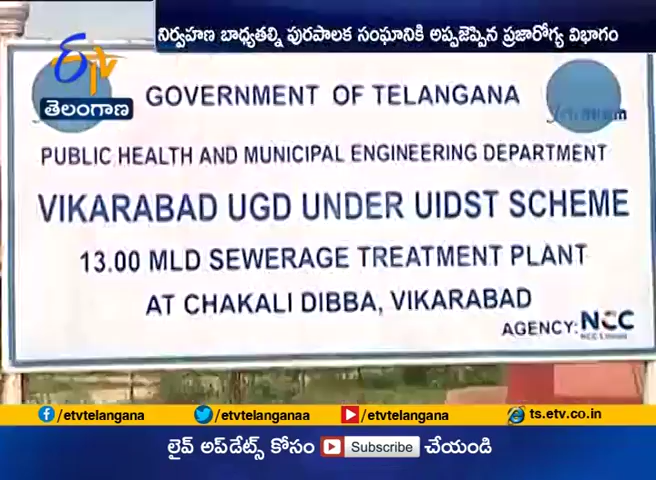 నిర్వహణ బాధ్యతల్ని పురపాలక సంఘానికి అప్పజెప్పిన ప్రజారోగ్య విభాగం
ETV
తెలంగాణ
GOVERNMENT OF TELANGANA
PUBLIC HEALTH AND MUNICIPAL ENGINEERING DEPARTMENT
VIKARABAD UGD UNDER UIDST SCHEME
13.00 MLD SEWERAGE TREATMENT PLANT
AT CHAKALI DIBBA, VIKARABAD
AGENCY: NCC
/etvtelangana /etvtelanganaa /etvtelangana ts.etv.co.in
లైవ్ అప్‌డేట్స్ కోసం Subscribe చేయండి